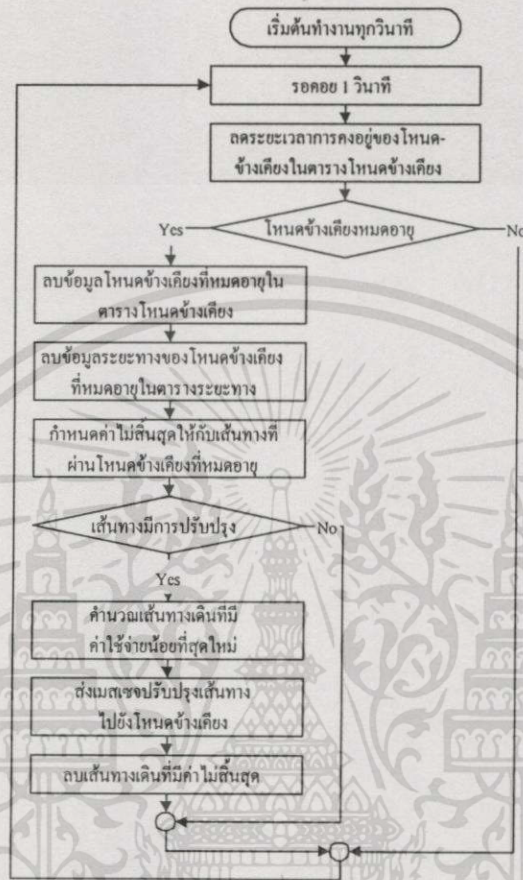 เริ่มต้นทำงานทุกวินาที
รอคอย 1 วินาที
ลดระยะเวลาการคงอยู่ของโหนด-
ข้างเคียงในตารางโหนดข้างเคียง
โหนดข้างเคียงหมดอายุ
Yes
No
ลบข้อมูลโหนดข้างเคียงที่หมดอายุใน
ตารางโหนดข้างเคียง
ลบข้อมูลระยะทางของโหนดข้างเคียง
ที่หมดอายุในตารางระยะทาง
กำหนดค่าไม่สิ้นสุดให้กับเส้นทางที่
ผ่านโหนดข้างเคียงที่หมดอายุ
เส้นทางมีการปรับปรุง
No
Yes
คำนวณเส้นทางเดินที่มี
ค่าใช้จ่ายน้อยที่สุดใหม่
ส่งเมสเซจปรับปรุงเส้นทาง
ไปยังโหนดข้างเคียง
ลบเส้นทางเดินที่มีค่าไม่สิ้นสุด